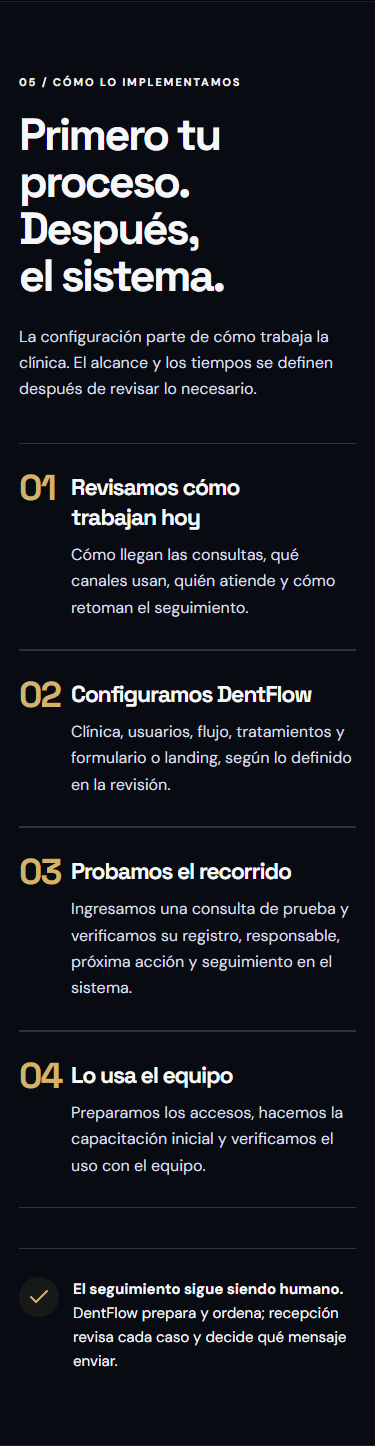 05 / CÓMO LO IMPLEMENTAMOS
Primero tu
proceso.
Después,
el sistema.
La configuración parte de cómo trabaja la
clínica. El alcance y los tiempos se definen
después de revisar lo necesario.
01 Revisamos cómo
trabajan hoy
Cómo llegan las consultas, qué
canales usan, quién atiende y cómo
retoman el seguimiento.
02 Configuramos DentFlow
Clínica, usuarios, flujo, tratamientos y
formulario o landing, según lo definido
en la revisión.
03 Probamos el recorrido
Ingresamos una consulta de prueba y
verificamos su registro, responsable,
próxima acción y seguimiento en el
sistema.
04 Lo usa el equipo
Preparamos los accesos, hacemos la
capacitación inicial y verificamos el
uso con el equipo.
El seguimiento sigue siendo humano.
DentFlow prepara y ordena; recepción
revisa cada caso y decide qué mensaje
enviar.